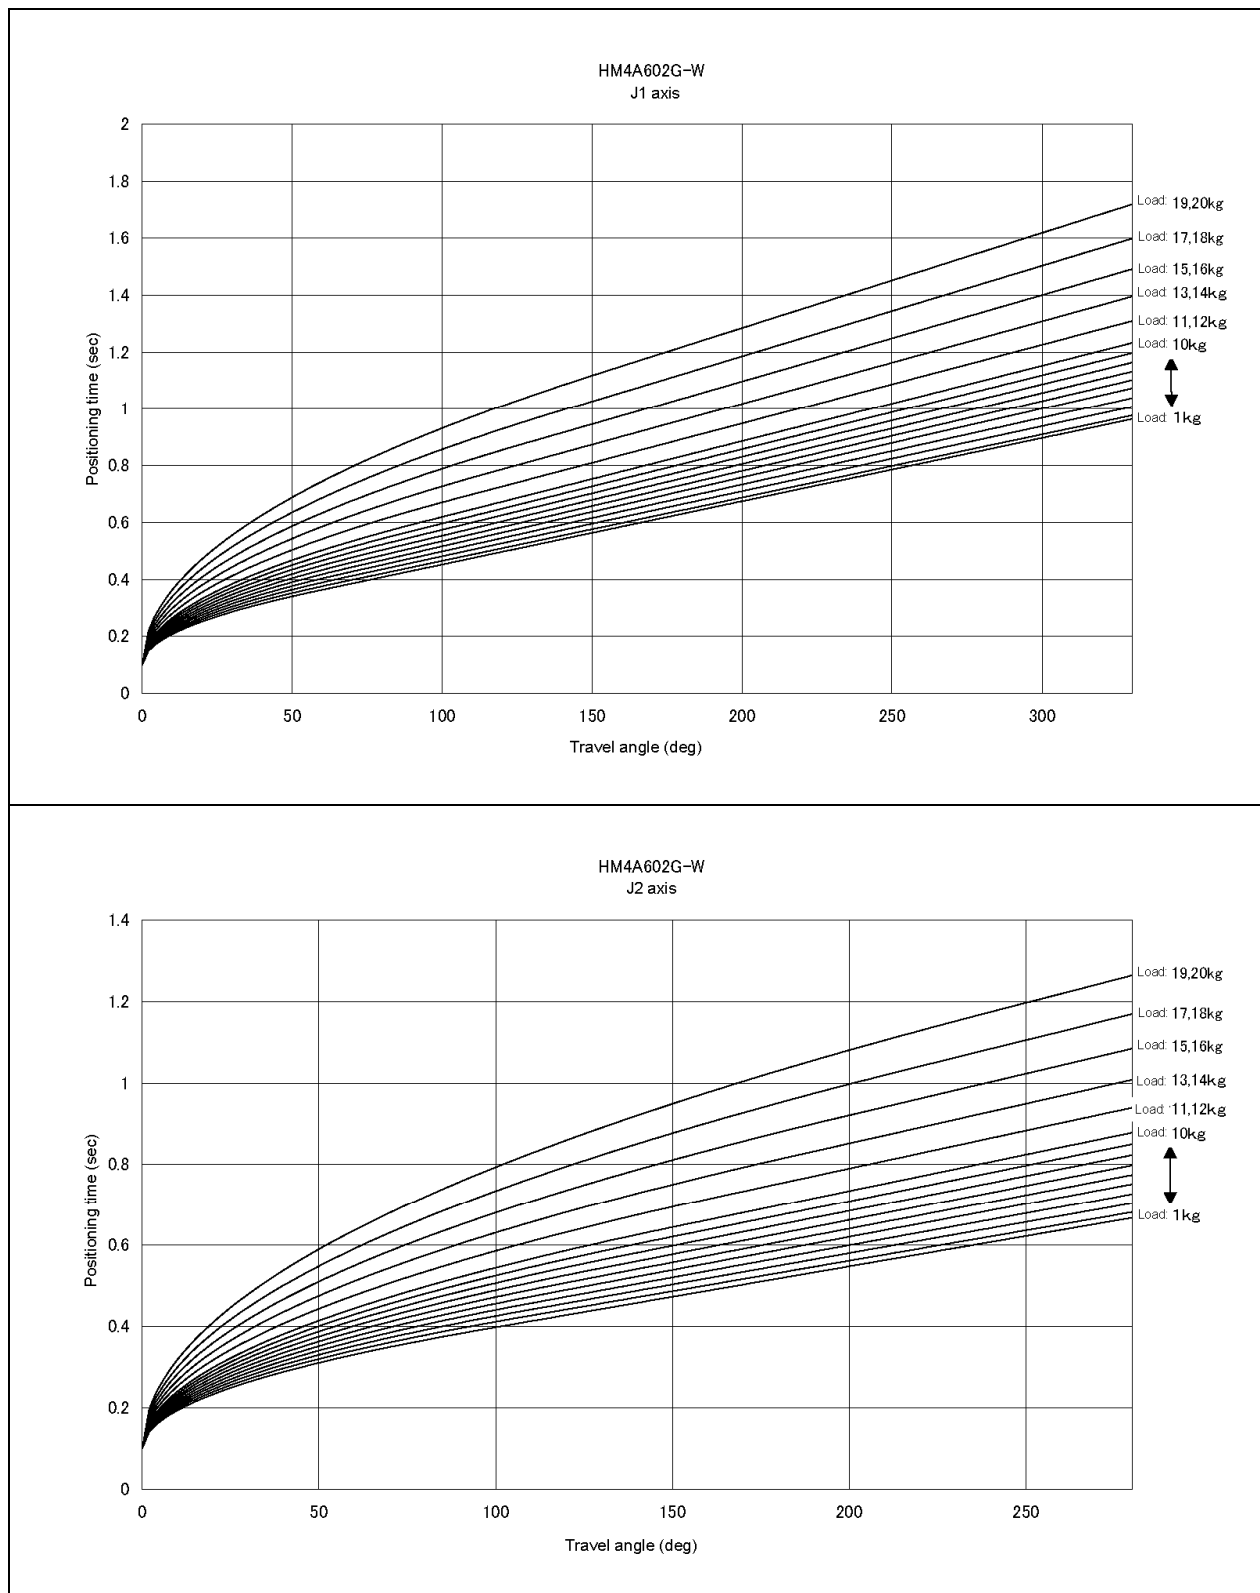 HM4A602G-W
J1 axis
2
1.8
1.6
1.4
1.2
1
0.8
0.6
0.4
0.2
0
Positioning time (sec)
Load: 19,20kg
Load: 17,18kg
Load: 15,16kg
Load: 13,14kg
Load: 11,12kg
Load: 10kg
Load: 1kg
0 50 100 150 200 250 300
Travel angle (deg)
HM4A602G-W
J2 axis
1.4
1.2
1
0.8
0.6
0.4
0.2
0
Positioning time (sec)
Load: 19,20kg
Load: 17,18kg
Load: 15,16kg
Load: 13,14kg
Load: 11,12kg
Load: 10kg
Load: 1kg
0 50 100 150 200 250
Travel angle (deg)